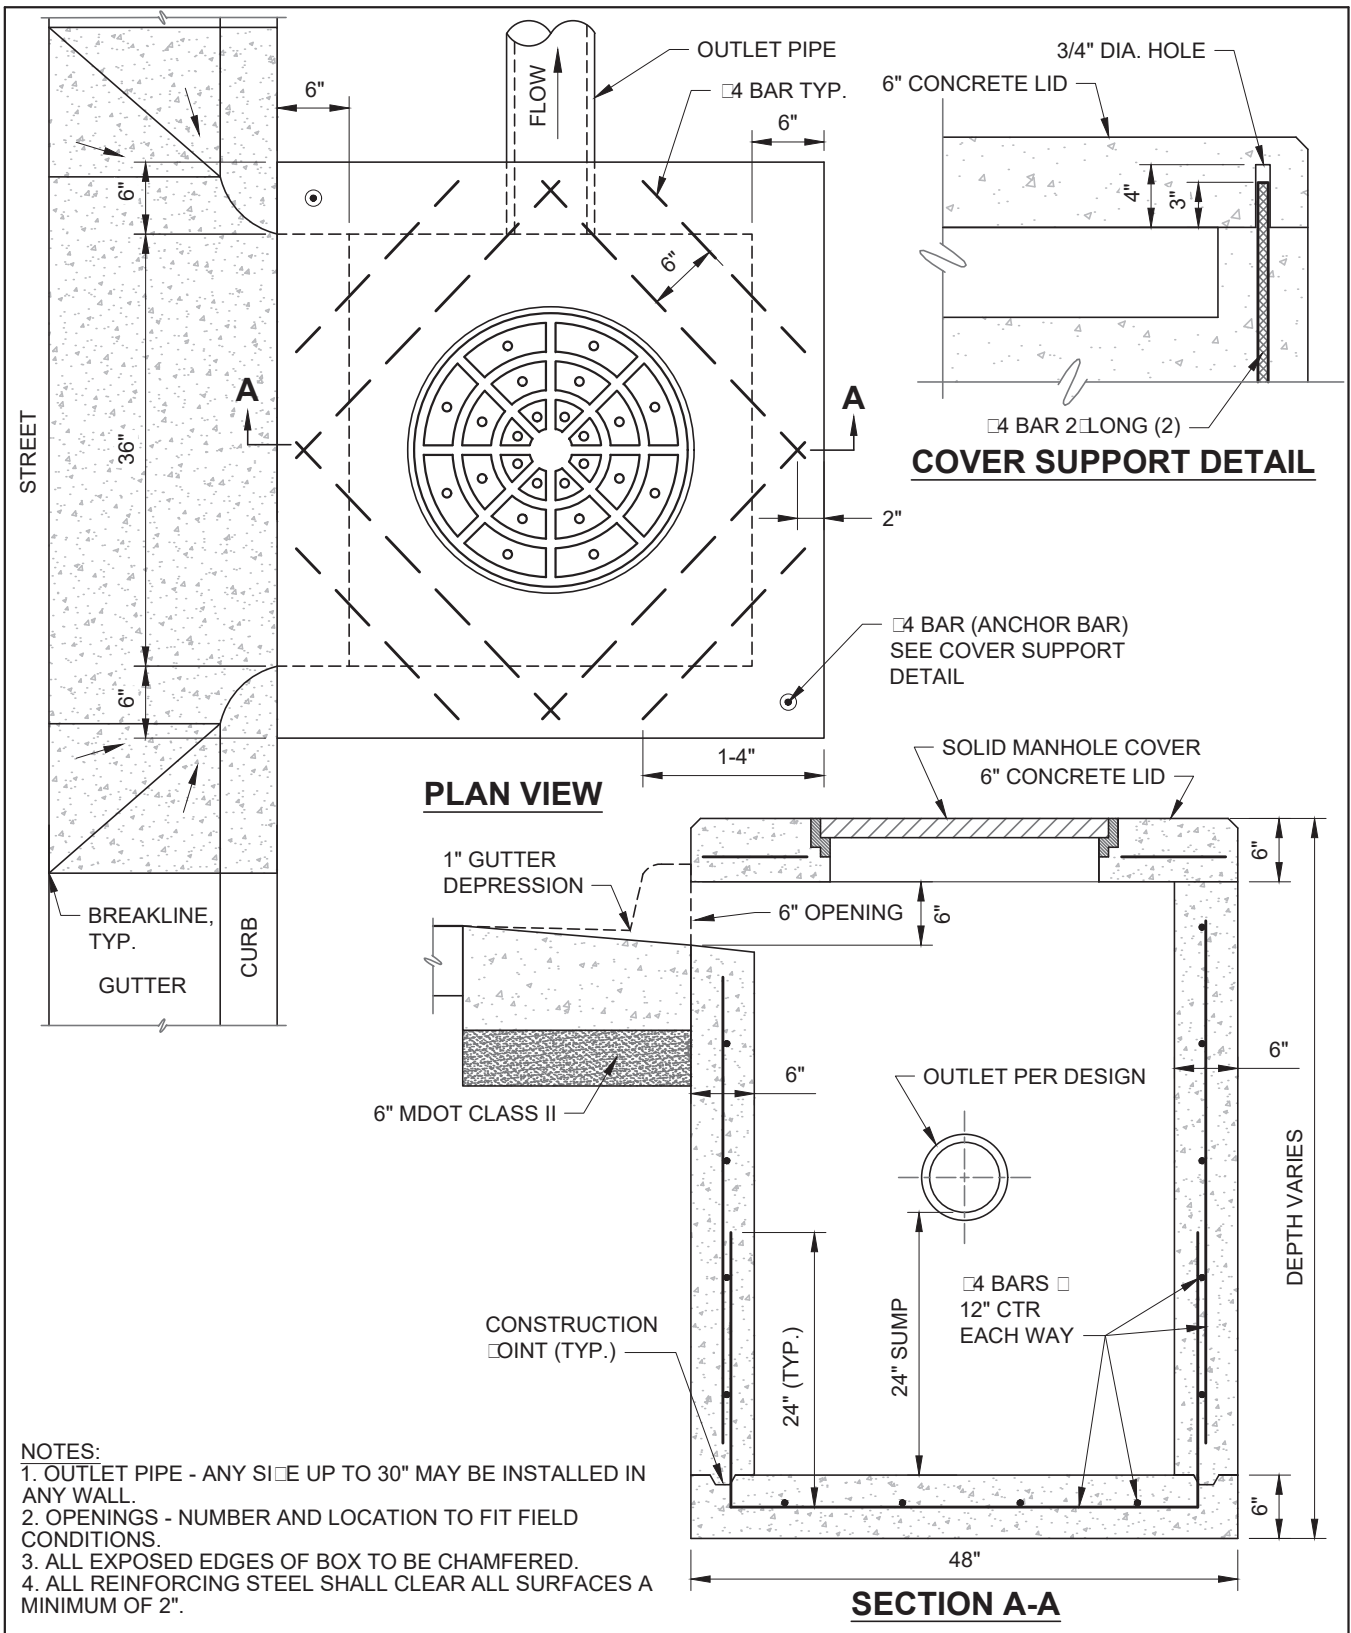 OUTLET PIPE
□4 BAR TYP.
FLOW
6"
6"
6"
6"
36"
6"
STREET
A
A
2"
□4 BAR (ANCHOR BAR)
SEE COVER SUPPORT
DETAIL
1-4"
PLAN VIEW
BREAKLINE,
TYP.
GUTTER
CURB
3/4" DIA. HOLE
6" CONCRETE LID
4"
3"
□4 BAR 2□LONG (2)
COVER SUPPORT DETAIL
SOLID MANHOLE COVER
6" CONCRETE LID
1" GUTTER
DEPRESSION
6" OPENING
6"
6"
6"
6"
6" MDOT CLASS II
OUTLET PER DESIGN
DEPTH VARIES
24" SUMP
24" (TYP.)
□4 BARS □
12" CTR
EACH WAY
CONSTRUCTION
□OINT (TYP.)
6"
48"
SECTION A-A
NOTES:
1. OUTLET PIPE - ANY SI□E UP TO 30" MAY BE INSTALLED IN
ANY WALL.
2. OPENINGS - NUMBER AND LOCATION TO FIT FIELD
CONDITIONS.
3. ALL EXPOSED EDGES OF BOX TO BE CHAMFERED.
4. ALL REINFORCING STEEL SHALL CLEAR ALL SURFACES A
MINIMUM OF 2".